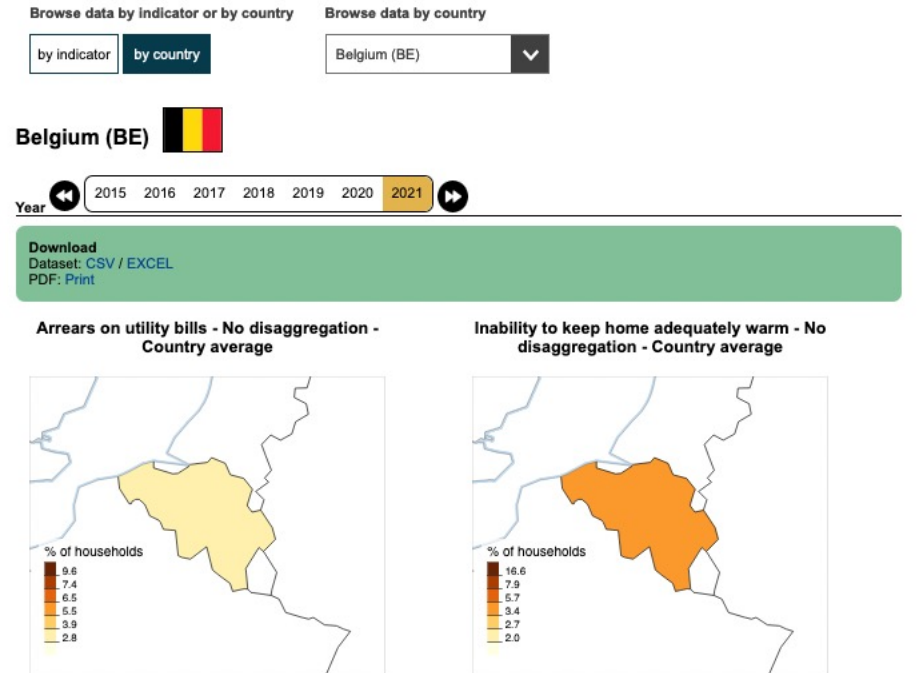 Browse data by indicator or by country
Browse data by country
by indicator
by country
Belgium (BE)
Belgium (BE)
Year
2015 2016 2017 2018 2019 2020 2021
Download
Dataset: CSV / EXCEL
PDF: Print
Arrears on utility bills - No disaggregation -
Country average
% of households
9.6
7.4
6.5
5.5
3.9
2.8
Inability to keep home adequately warm - No
disaggregation - Country average
% of households
16.6
7.9
5.7
3.4
2.7
2.0